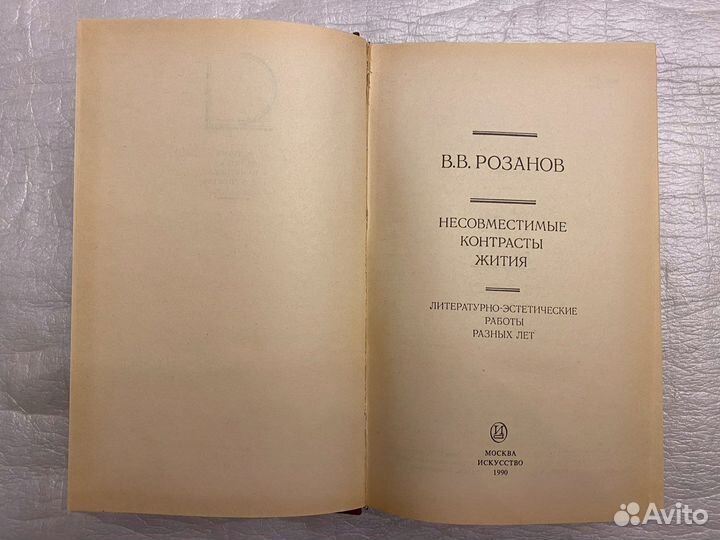 В.В. РОЗАНОВ
НЕСОВМЕСТИМЫЕ
КОНТРАСТЫ
ЖИТИЯ
ЛИТЕРАТУРНО-ЭСТЕТИЧЕСКИЕ
РАБОТЫ
РАЗНЫХ ЛЕТ
МОСКВА
ИСКУССТВО
1990
Avito